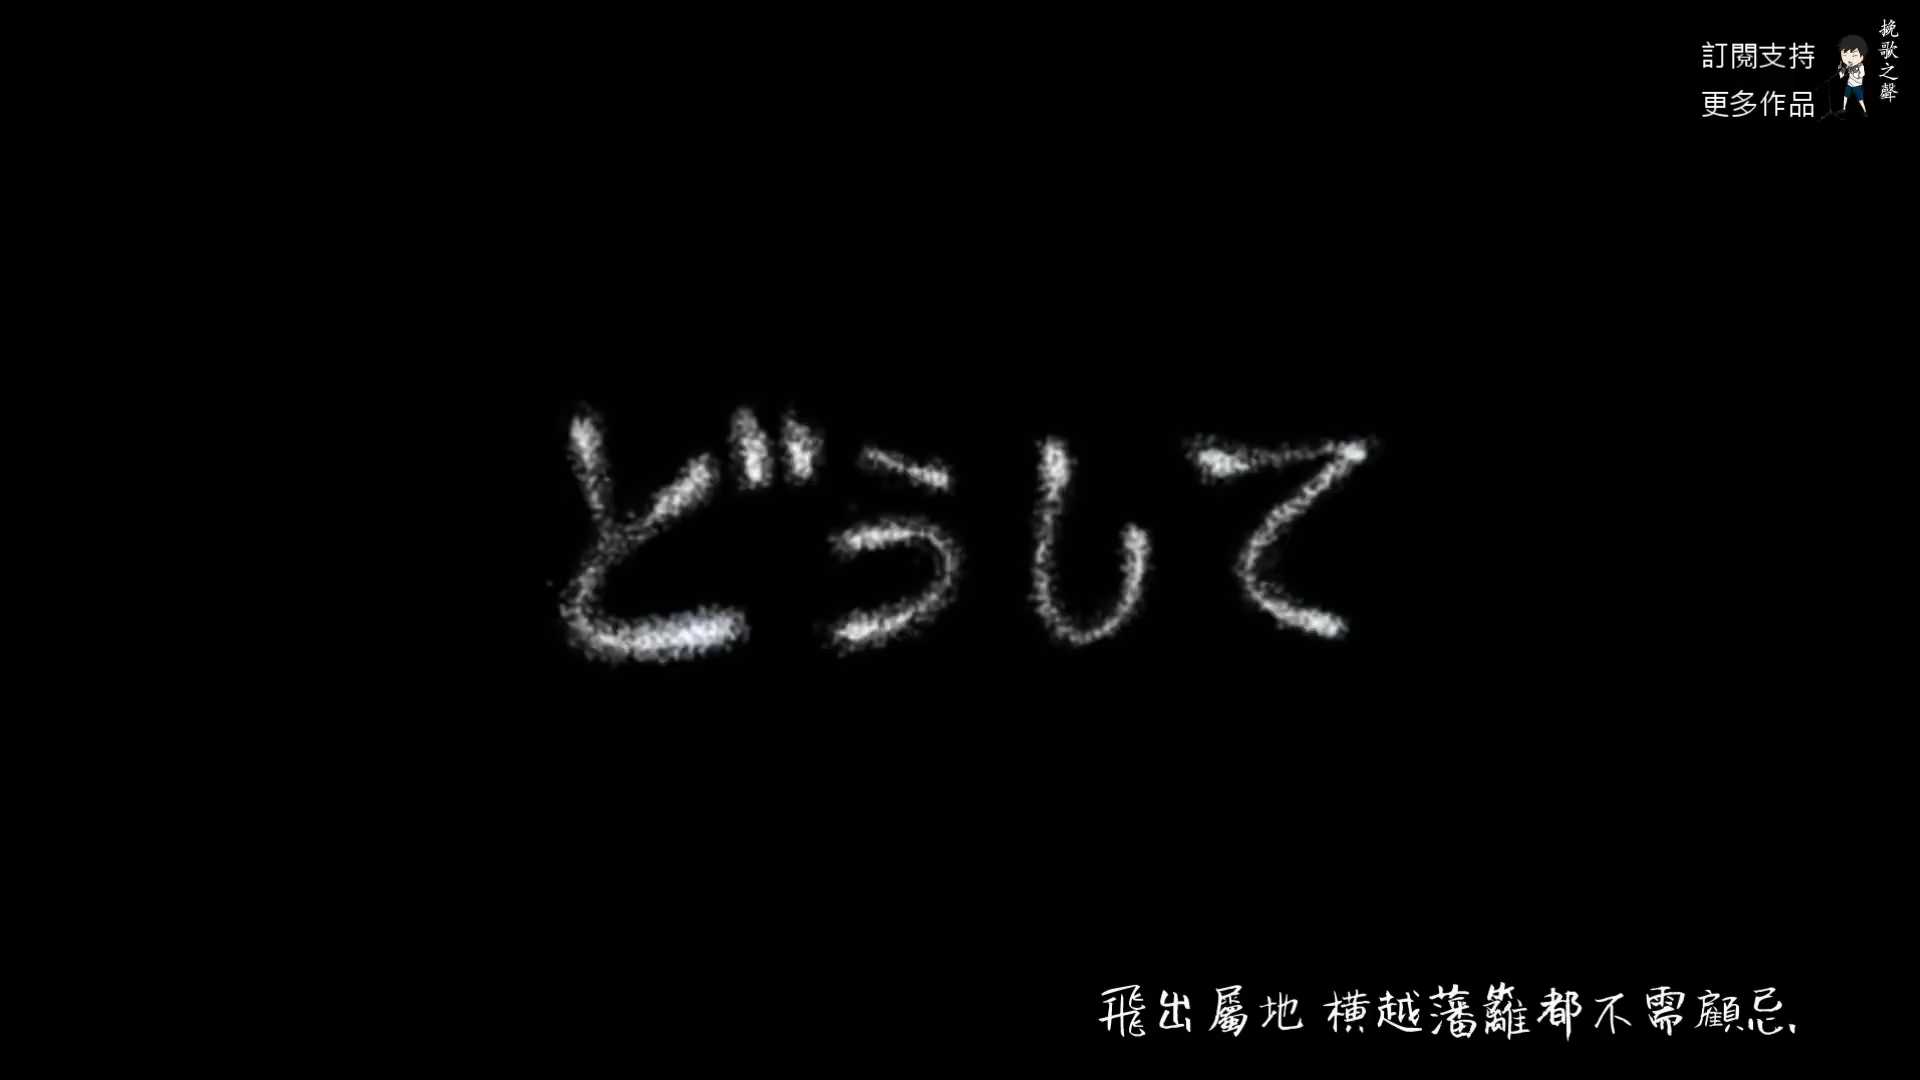 訂閱支持
更多作品
挽歌之聲
どうして
飛出屬地 橫越藩籬都不需顧忌.